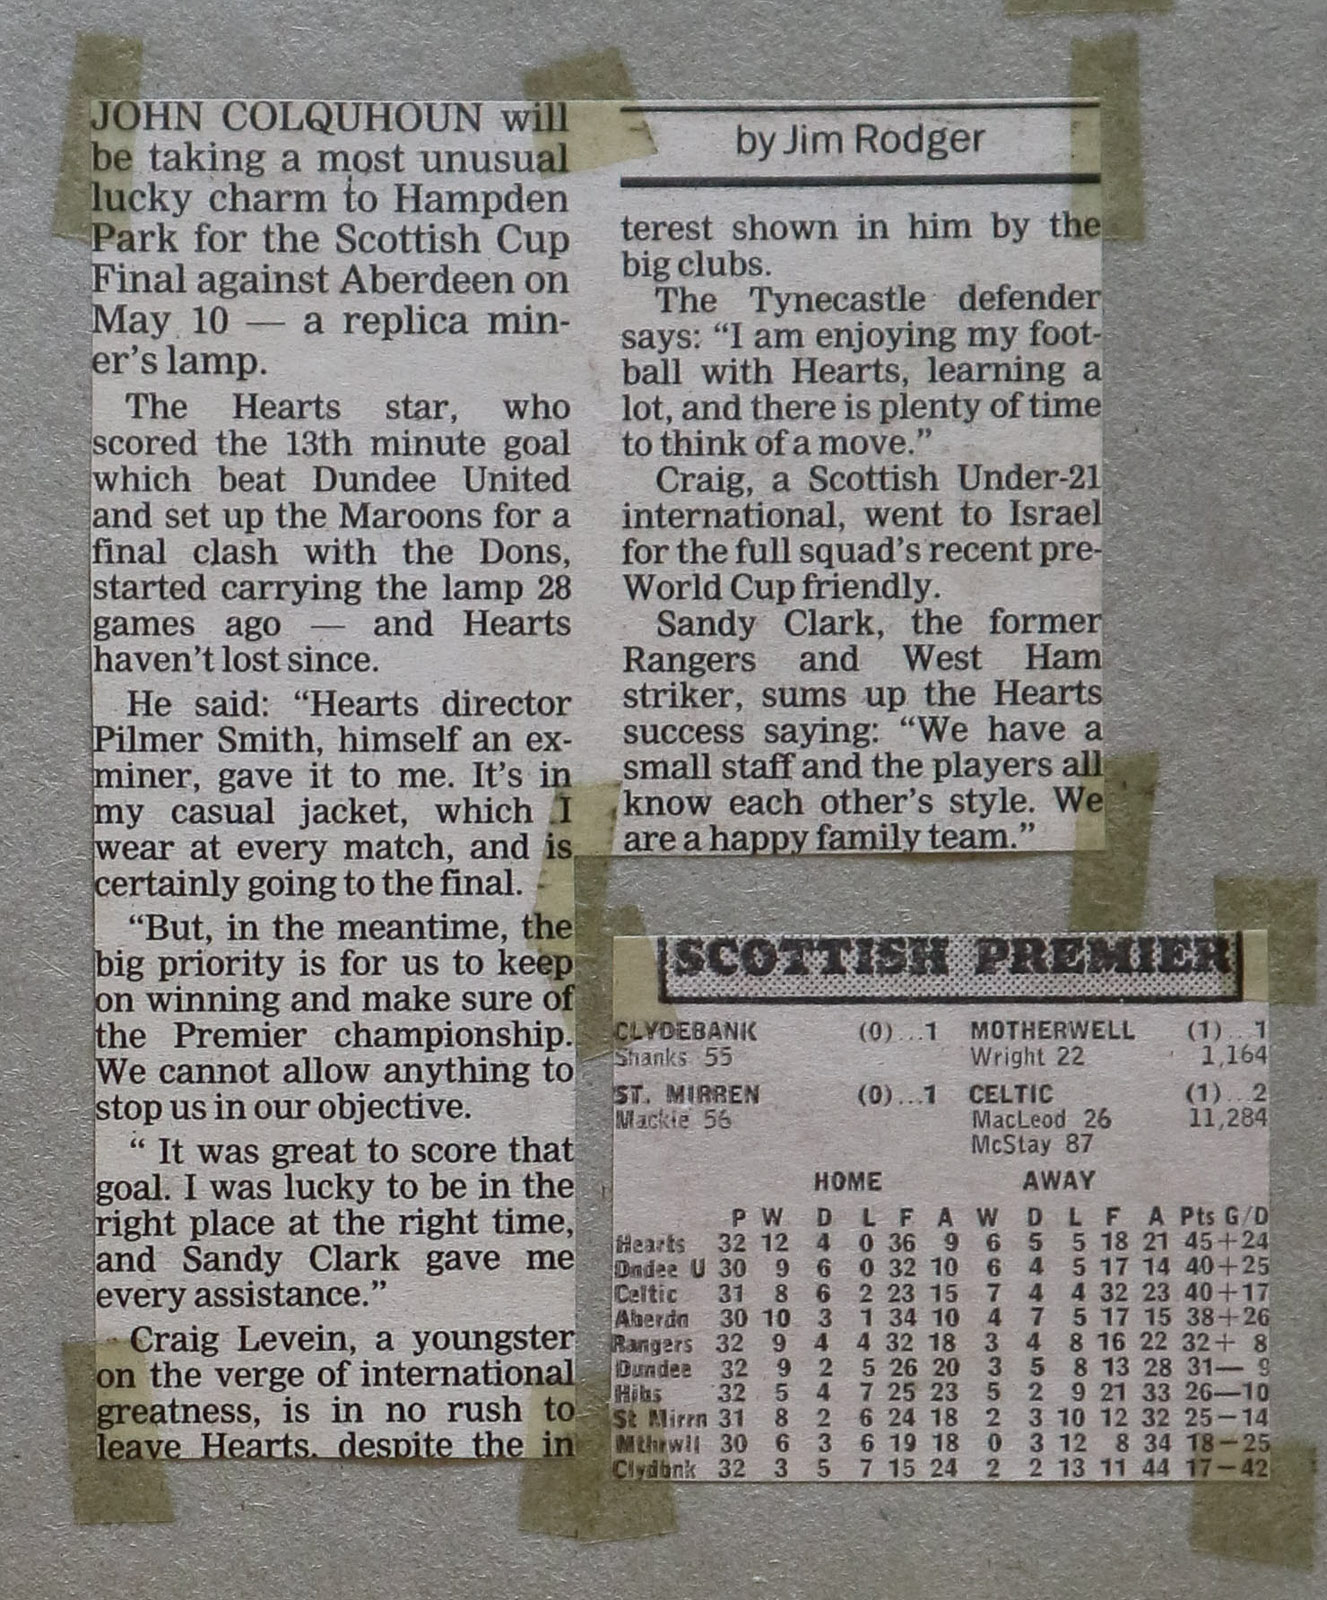 JOHN COLQUHOUN will
be taking a most unusual
lucky charm to Hampden
Park for the Scottish Cup
Final against Aberdeen on
May 10 — a replica min-
er's lamp.
The Hearts star, who
scored the 13th minute goal
which beat Dundee United
and set up the Maroons for a
final clash with the Dons,
started carrying the lamp 28
games ago — and Hearts
haven't lost since.
He said: “Hearts director
Pilmer Smith, himself an ex-
miner, gave it to me. It's in
my casual jacket, which I
wear at every match, and is
certainly going to the final.
“But, in the meantime, the
big priority is for us to keep
on winning and make sure of
the Premier championship.
We cannot allow anything to
stop us in our objective.
“ It was great to score that
goal. I was lucky to be in the
right place at the right time,
and Sandy Clark gave me
every assistance.”
Craig Levein, a youngster
on the verge of international
greatness, is in no rush to
leave Hearts, despite the in
by Jim Rodger
terest shown in him by the
big clubs.
The Tynecastle defender
says: “I am enjoying my foot-
ball with Hearts, learning a
lot, and there is plenty of time
to think of a move.”
Craig, a Scottish Under-21
international, went to Israel
for the full squad's recent pre-
World Cup friendly.
Sandy Clark, the former
Rangers and West Ham
striker, sums up the Hearts
success saying: “We have a
small staff and the players all
know each other's style. We
are a happy family team.”
SCOTTISH PREMIER
CLYDEBANK (0)...1 MOTHERWELL (1)...1
Shanks 55 Wright 22 1,164
ST. MIRREN (0)...1 CELTIC (1)...2
Mackie 56 MacLeod 26 11,284
McStay 87
HOME AWAY
P W D L F A W D L F A Pts G/D
Hearts 32 12 4 0 36 9 6 5 5 18 21 45+24
Dndee U 30 9 6 0 32 10 6 4 5 17 14 40+25
Celtic 31 8 6 2 23 15 7 4 4 32 23 40+17
Aberdn 30 10 3 1 34 10 4 7 5 17 15 38+26
Rangers 32 9 4 4 32 18 3 4 8 16 22 32+ 8
Dundee 32 9 2 5 26 20 3 5 8 13 28 31— 9
Hibs 32 5 4 7 25 23 5 2 9 21 33 26—10
St Mirrn 31 8 2 6 24 18 2 3 10 12 32 25—14
Mthrwll 30 6 3 6 19 18 0 3 12 8 34 18—25
Clydbnk 32 3 5 7 15 24 2 2 13 11 44 17—42